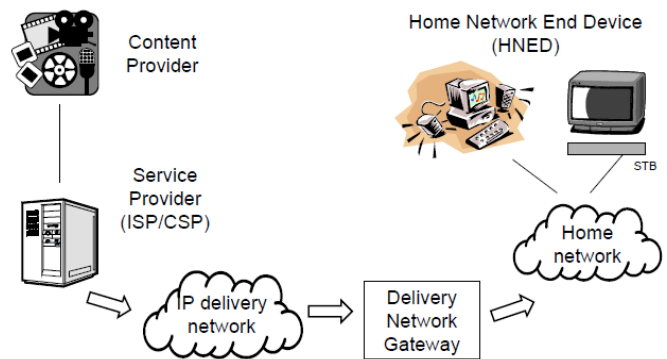 Content
Provider
Home Network End Device
(HNED)
STB
Service
Provider
(ISP/CSP)
Home
network
IP delivery
network
Delivery
Network
Gateway